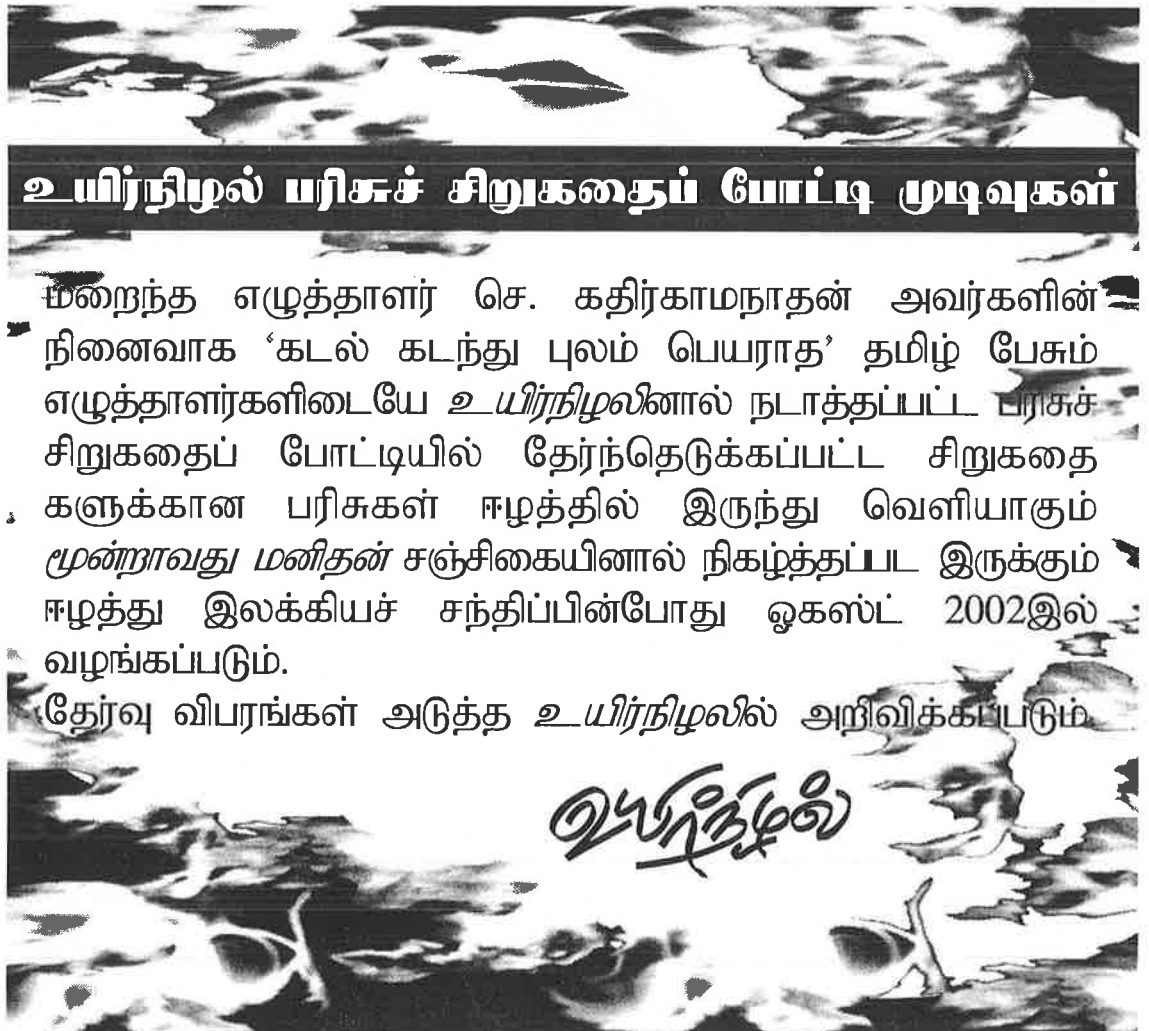 உயிர்நிழல் பரிசுச் சிறுகதைப் போட்டி முடிவுகள்
மறைந்த எழுத்தாளர் செ. கதிர்காமநாதன் அவர்களின்
நினைவாக ‘கடல் கடந்து புலம் பெயராத’ தமிழ் பேசும்
எழுத்தாளர்களிடையே உயிர்நிழலினால் நடாத்தப்பட்ட பரிசுச்
சிறுகதைப் போட்டியில் தேர்ந்தெடுக்கப்பட்ட சிறுகதை
களுக்கான பரிசுகள் ஈழத்தில் இருந்து வெளியாகும்
மூன்றாவது மனிதன் சஞ்சிகையினால் நிகழ்த்தப்பட இருக்கும்
ஈழத்து இலக்கியச் சந்திப்பின்போது ஓகஸ்ட் 2002இல்
வழங்கப்படும்.
தேர்வு விபரங்கள் அடுத்த உயிர்நிழலில் அறிவிக்கப்படும்.
உயிர்நிழல்